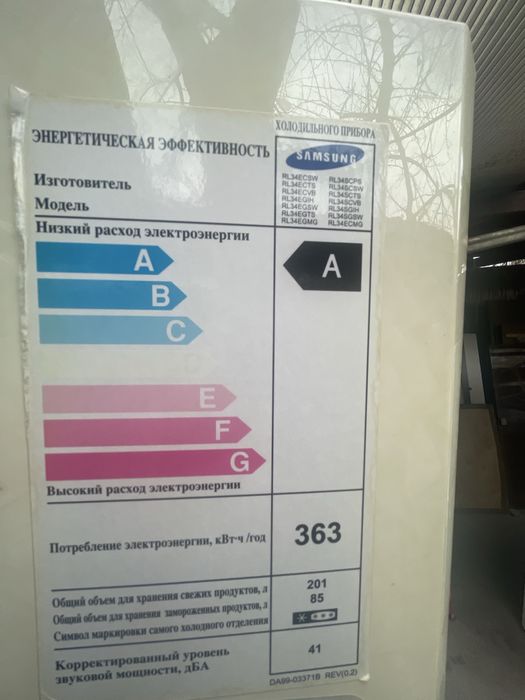 ЭНЕРГЕТИЧЕСКАЯ ЭФФЕКТИВНОСТЬ
ХОЛОДИЛЬНОГО ПРИБОРА
Изготовитель
SAMSUNG
Модель
RL34ECSW RL34SCPS
RL34ECTS RL34SCSW
RL34ECVB RL34SCTS
RL34EGIH RL34SCVB
RL34EGSW RL34SGIH
RL34EGTS RL34SGSW
RL34EGMG RL34ECMG
Низкий расход электроэнергии
A
A
B
C
E
F
G
Высокий расход электроэнергии
Потребление электроэнергии, кВт·ч /год
363
Общий объем для хранения свежих продуктов, л
201
Общий объем для хранения замороженных продуктов, л
85
Символ маркировки самого холодного отделения
Корректированный уровень
звуковой мощности, дБА
41
DA99-03371B REV(0.2)